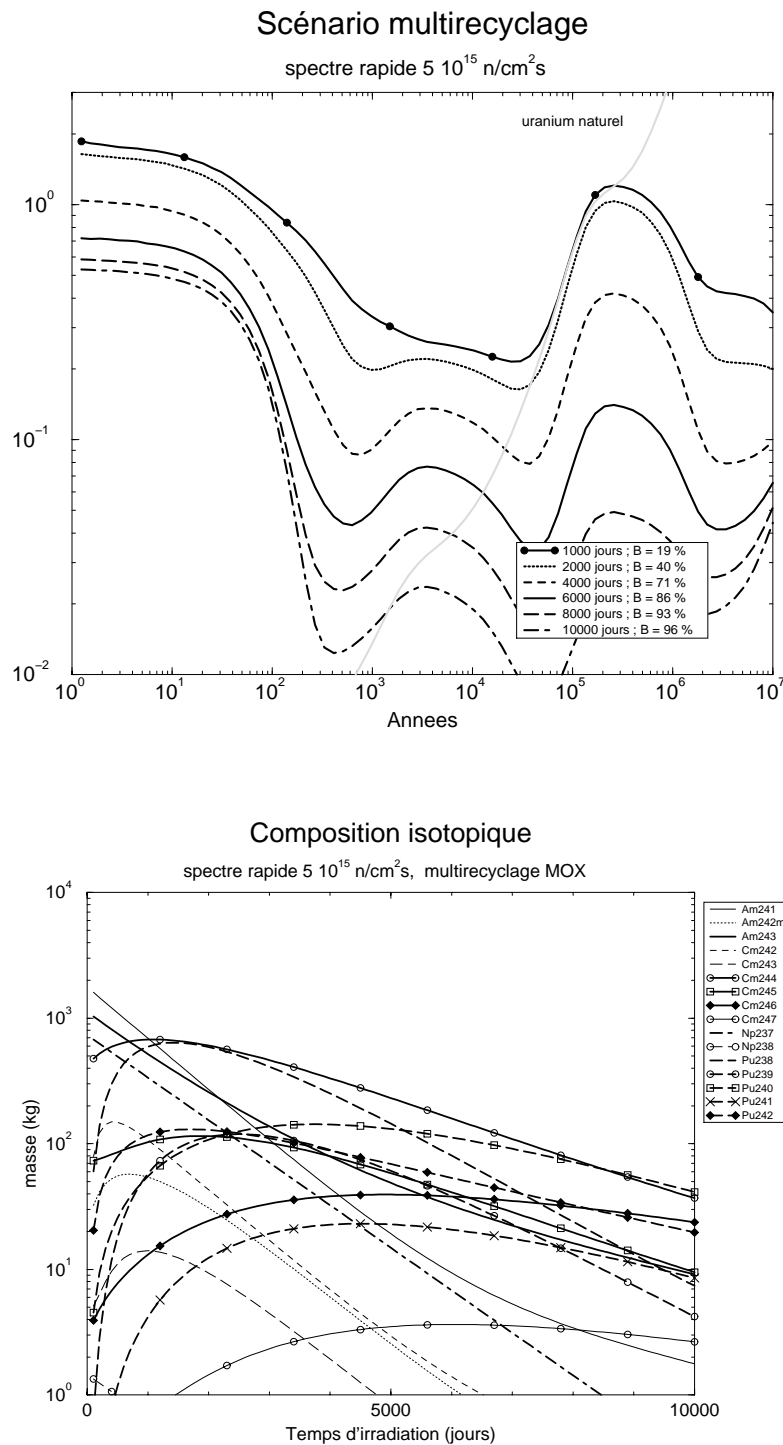 Scénario multirecyclage
spectre rapide 5 10^15 n/cm^2s
uranium naturel
10^0
10^-1
10^-2
1000 jours ; B = 19 %
2000 jours ; B = 40 %
4000 jours ; B = 71 %
6000 jours ; B = 86 %
8000 jours ; B = 93 %
10000 jours ; B = 96 %
10^0 10^1 10^2 10^3 10^4 10^5 10^6 10^7
Annees
Composition isotopique
spectre rapide 5 10^15 n/cm^2s, multirecyclage MOX
10^4
10^3
10^2
10^1
10^0
masse (kg)
Am241
Am242m
Am243
Cm242
Cm243
Cm244
Cm245
Cm246
Cm247
Np237
Np238
Pu238
Pu239
Pu240
Pu241
Pu242
0 5000 10000
Temps d'irradiation (jours)